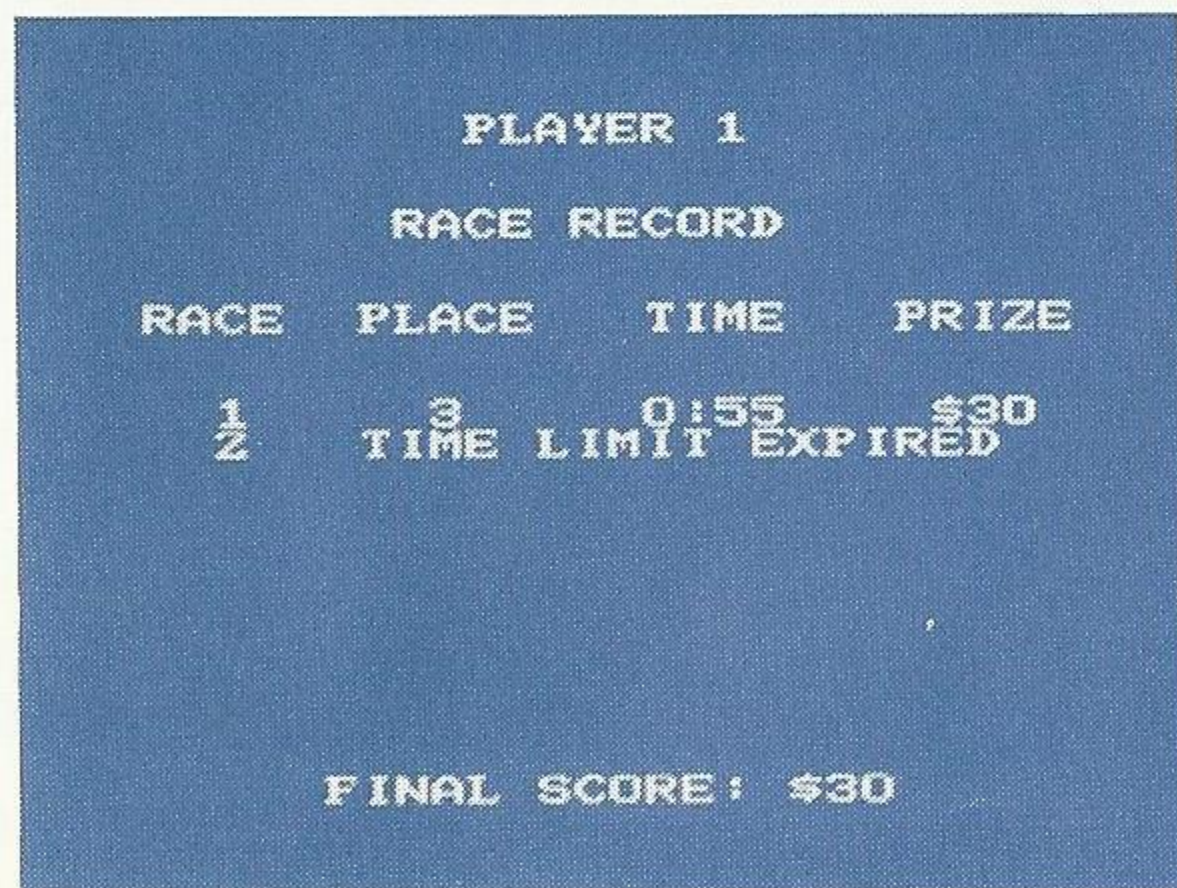 PLAYER 1
RACE RECORD
RACE PLACE TIME PRIZE
1 3 0:55 $30
2 TIME LIMIT EXPIRED
FINAL SCORE: $30